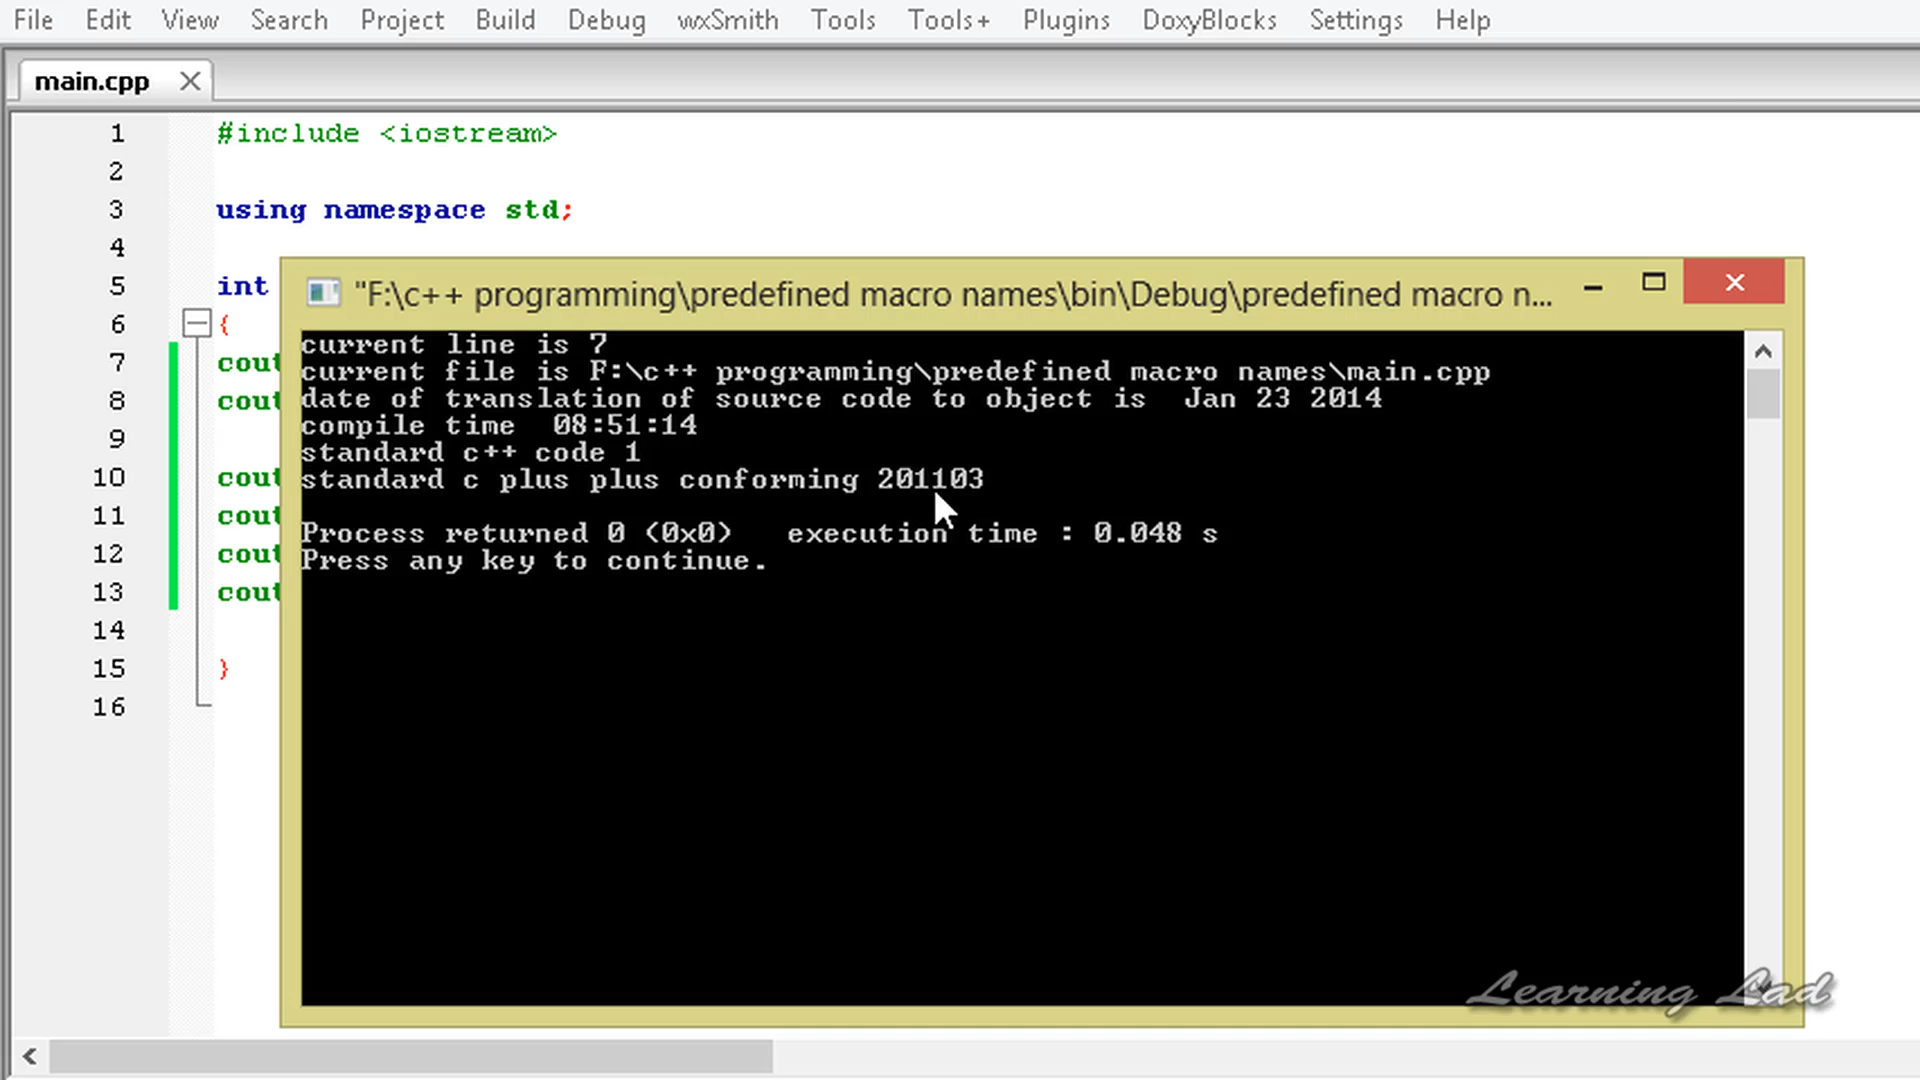 File Edit View Search Project Build Debug wxSmith Tools Tools+ Plugins DoxyBlocks Settings Help
main.cpp
1 #include <iostream>
2
3 using namespace std;
4
5 int
6 {
7 cout
8 cout
9
10 cout
11 cout
12 cout
13 cout
14
15 }
16
"F:\c++ programming\predefined macro names\bin\Debug\predefined macro n...
current line is 7
current file is F:\c++ programming\predefined macro names\main.cpp
date of translation of source code to object is  Jan 23 2014
compile time  08:51:14
standard c++ code 1
standard c plus plus conforming 201103
Process returned 0 (0x0)   execution time : 0.048 s
Press any key to continue.
Learning Lad